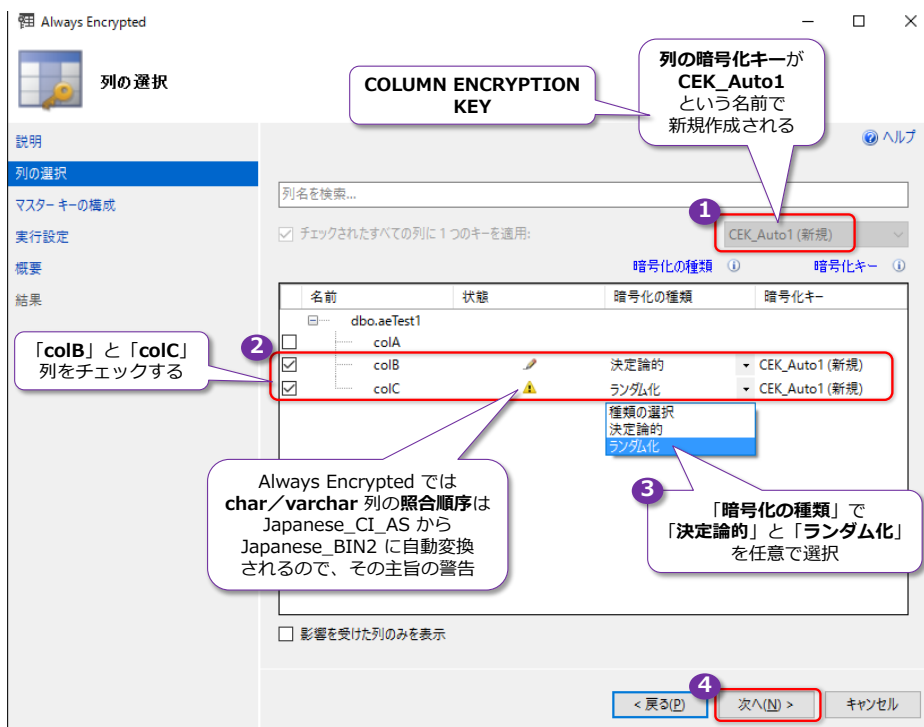 Always Encrypted
列の選択
COLUMN ENCRYPTION
KEY
列の暗号化キーが
CEK_Auto1
という名前で
新規作成される
ヘルプ
説明
列の選択
マスター キーの構成
実行設定
概要
結果
列名を検索...
1
チェックされたすべての列に 1 つのキーを適用:
CEK_Auto1 (新規)
暗号化の種類
暗号化キー
名前 状態 暗号化の種類 暗号化キー
dbo.aeTest1
colA
2
「colB」と「colC」
列をチェックする
colB 決定論的 CEK_Auto1 (新規)
colC ランダム化 CEK_Auto1 (新規)
種類の選択
決定論的
ランダム化
Always Encrypted では
char／varchar 列の照合順序は
Japanese_CI_AS から
Japanese_BIN2 に自動変換
されるので、その主旨の警告
3
「暗号化の種類」で
「決定論的」と「ランダム化」
を任意で選択
影響を受けた列のみを表示
4
< 戻る(P)
次へ(N) >
キャンセル